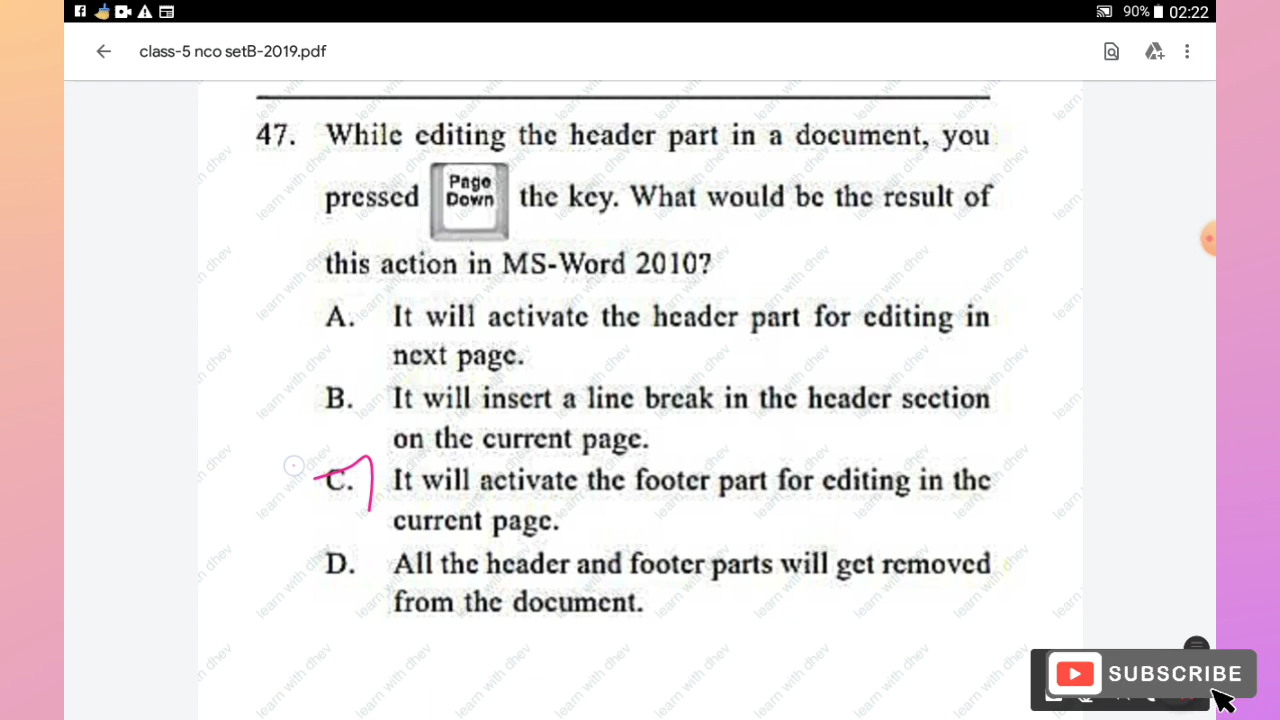 90% 02:22
class-5 nco setB-2019.pdf
47. While editing the header part in a document, you
pressed Page Down the key. What would be the result of
this action in MS-Word 2010?
A. It will activate the header part for editing in
next page.
B. It will insert a line break in the header section
on the current page.
C. It will activate the footer part for editing in the
current page.
D. All the header and footer parts will get removed
from the document.
learn with dhev
SUBSCRIBE